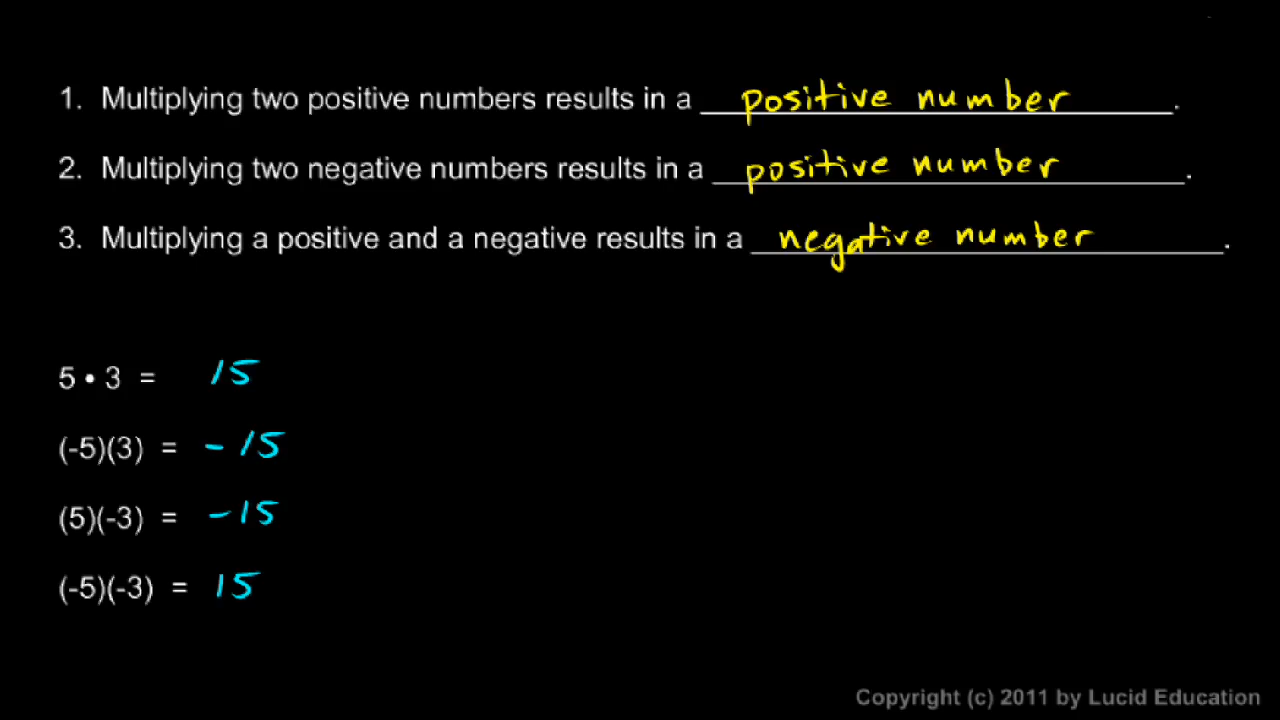 1. Multiplying two positive numbers results in a positive number.
2. Multiplying two negative numbers results in a positive number.
3. Multiplying a positive and a negative results in a negative number.
5 • 3 = 15
(-5)(3) = -15
(5)(-3) = -15
(-5)(-3) = 15
Copyright (c) 2011 by Lucid Education